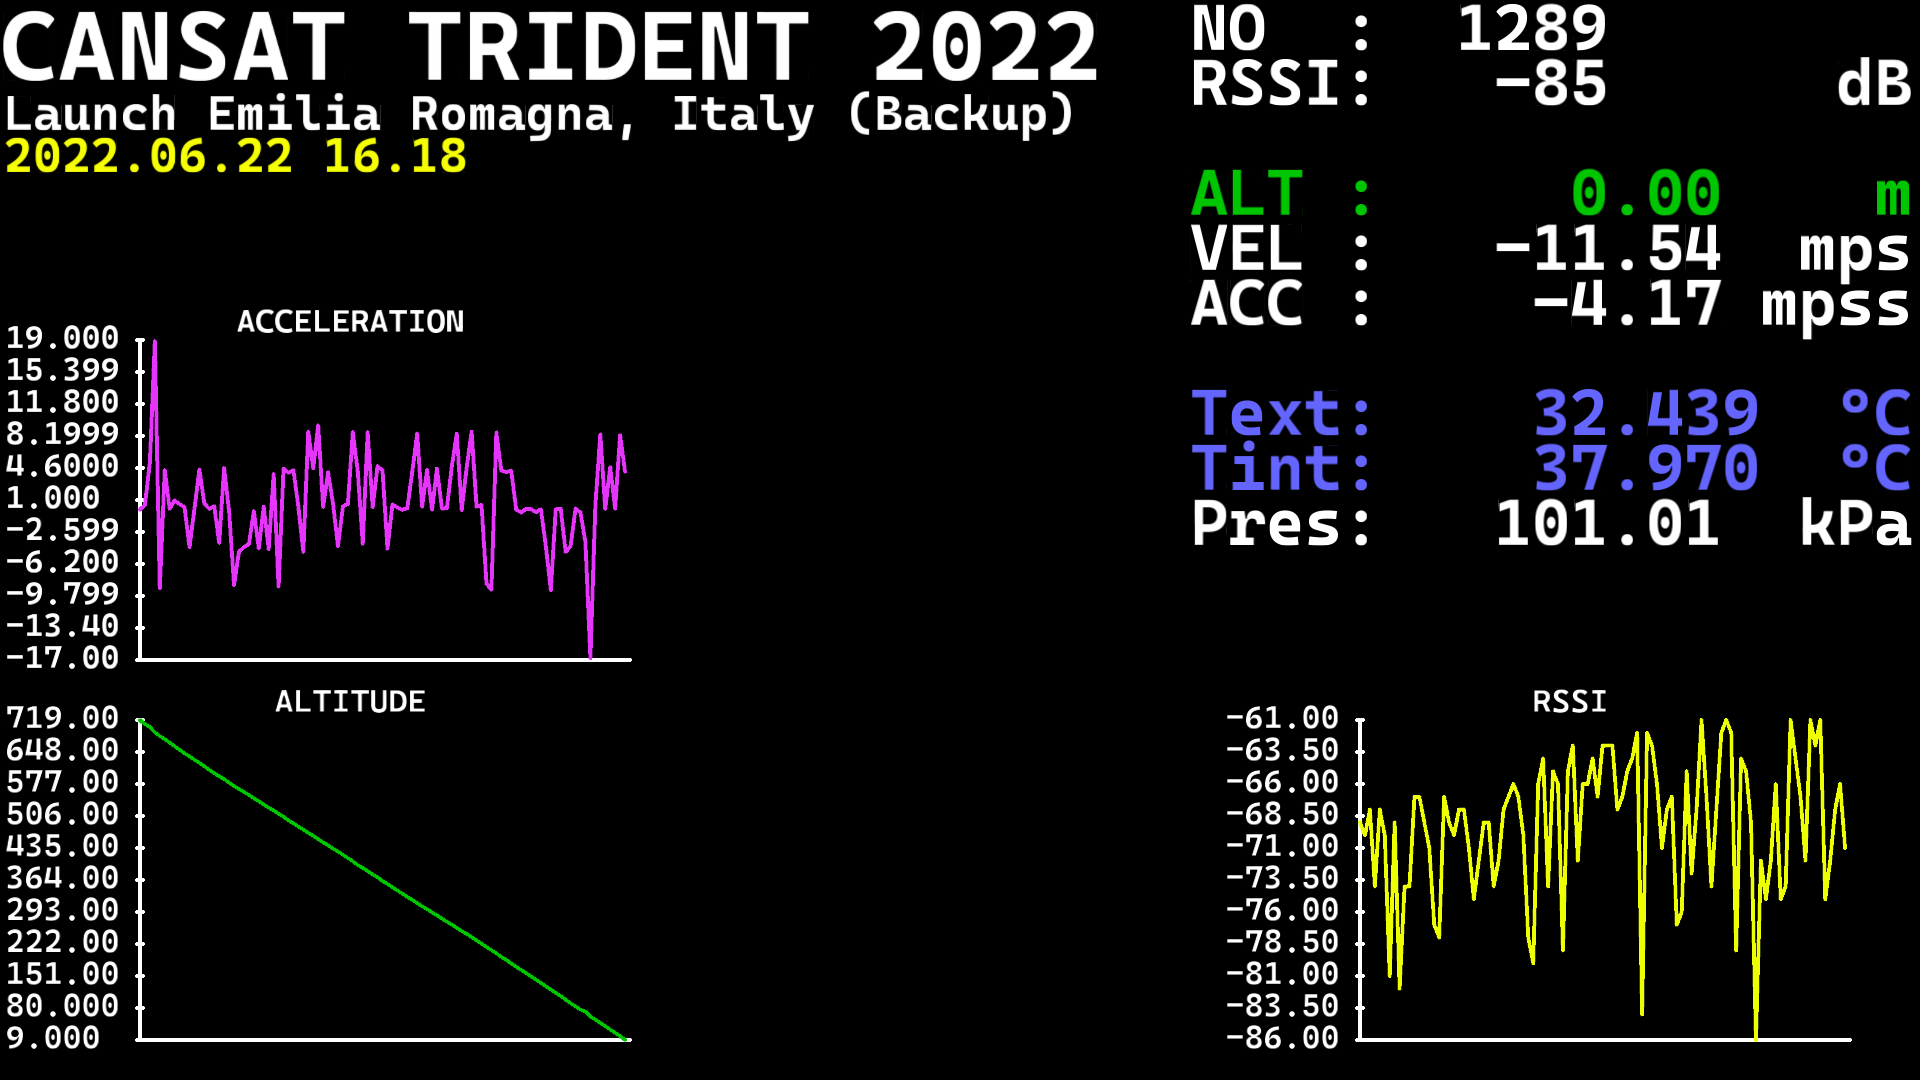 CANSAT TRIDENT 2022
Launch Emilia Romagna, Italy (Backup)
2022.06.22 16.18
NO : 1289
RSSI: −85 dB
ALT : 0.00 m
VEL : −11.54 mps
ACC : −4.17 mpss
Text: 32.439 °C
Tint: 37.970 °C
Pres: 101.01 kPa
ACCELERATION
19.000
15.399
11.800
8.1999
4.6000
1.000
−2.599
−6.200
−9.799
−13.40
−17.00
ALTITUDE
719.00
648.00
577.00
506.00
435.00
364.00
293.00
222.00
151.00
80.000
9.000
RSSI
−61.00
−63.50
−66.00
−68.50
−71.00
−73.50
−76.00
−78.50
−81.00
−83.50
−86.00